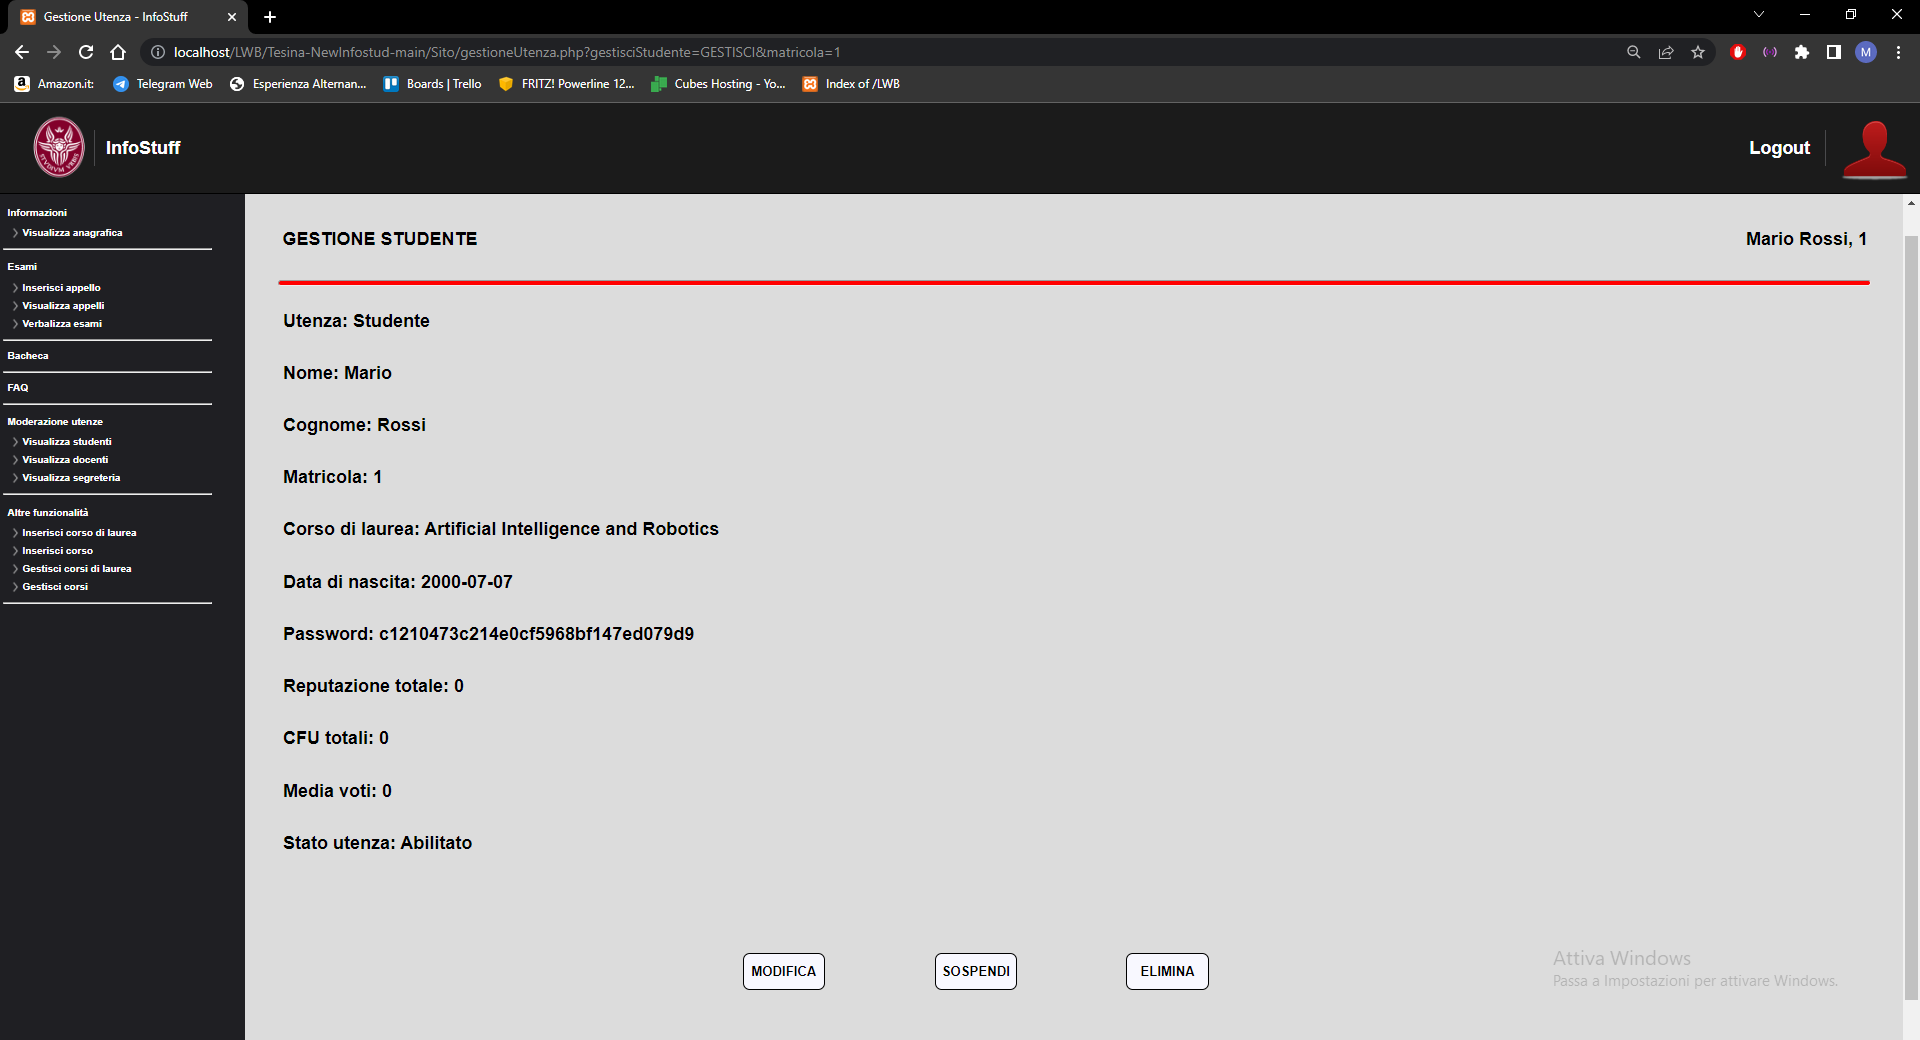 Gestione Utenza - InfoStuff
localhost/LWB/Tesina-NewInfostud-main/Sito/gestioneUtenza.php?gestisciStudente=GESTISCI&matricola=1
M
Amazon.it:
Telegram Web
Esperienza Alternan...
Boards | Trello
FRITZ! Powerline 12...
Cubes Hosting - Yo...
Index of /LWB
InfoStuff
Logout
Informazioni
Visualizza anagrafica
Esami
Inserisci appello
Visualizza appelli
Verbalizza esami
Bacheca
FAQ
Moderazione utenze
Visualizza studenti
Visualizza docenti
Visualizza segreteria
Altre funzionalità
Inserisci corso di laurea
Inserisci corso
Gestisci corsi di laurea
Gestisci corsi
GESTIONE STUDENTE
Mario Rossi, 1
Utenza: Studente
Nome: Mario
Cognome: Rossi
Matricola: 1
Corso di laurea: Artificial Intelligence and Robotics
Data di nascita: 2000-07-07
Password: c1210473c214e0cf5968bf147ed079d9
Reputazione totale: 0
CFU totali: 0
Media voti: 0
Stato utenza: Abilitato
MODIFICA
SOSPENDI
ELIMINA
Attiva Windows
Passa a Impostazioni per attivare Windows.